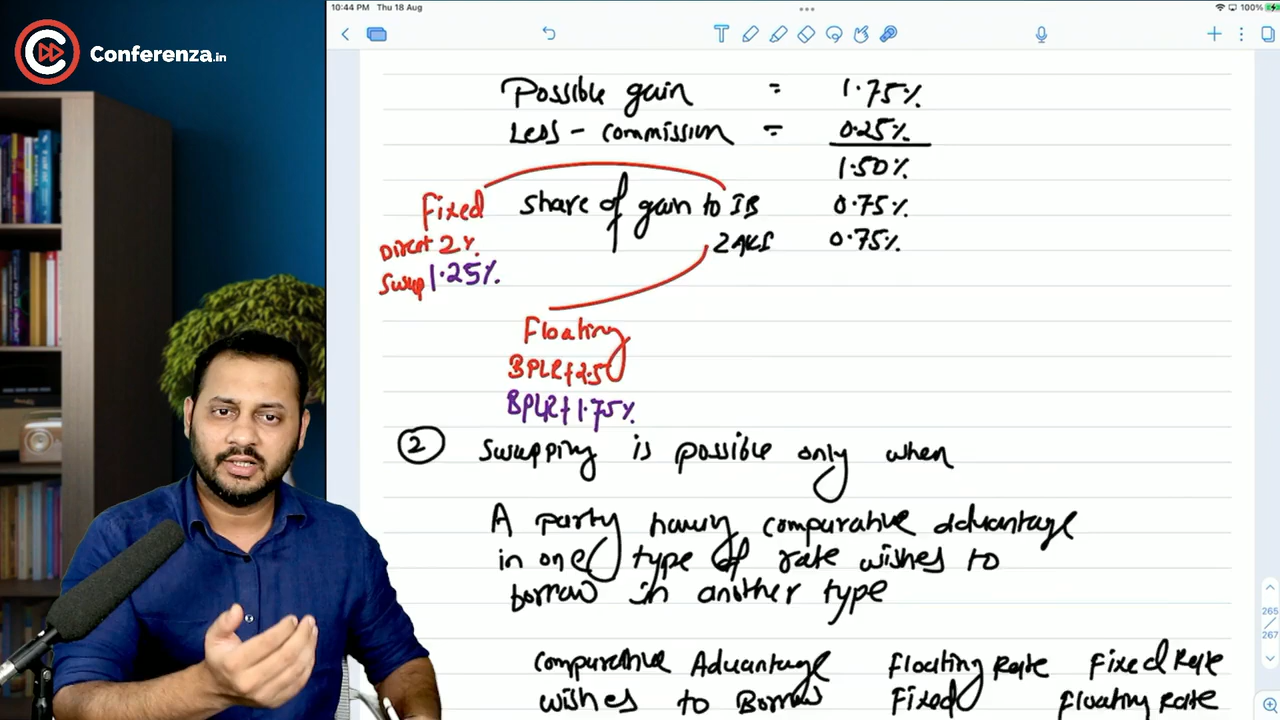 10:44 PM Thu 18 Aug
100%
Conferenza.in
T
Possible gain = 1.75%
Less - commission = 0.25%
1.50%
Fixed share of gain to IB 0.75%
Direct 2% 0.75%
Swap 1.25%
Floating
BPLR + 2.5
BPLR + 1.75%
2 Swapping is possible only when
A party having comparative advantage
in one type of rate wishes to
borrow in another type
265
/
267
Comparative Advantage Floating Rate Fixed Rate
wishes to Borrow Fixed Floating Rate